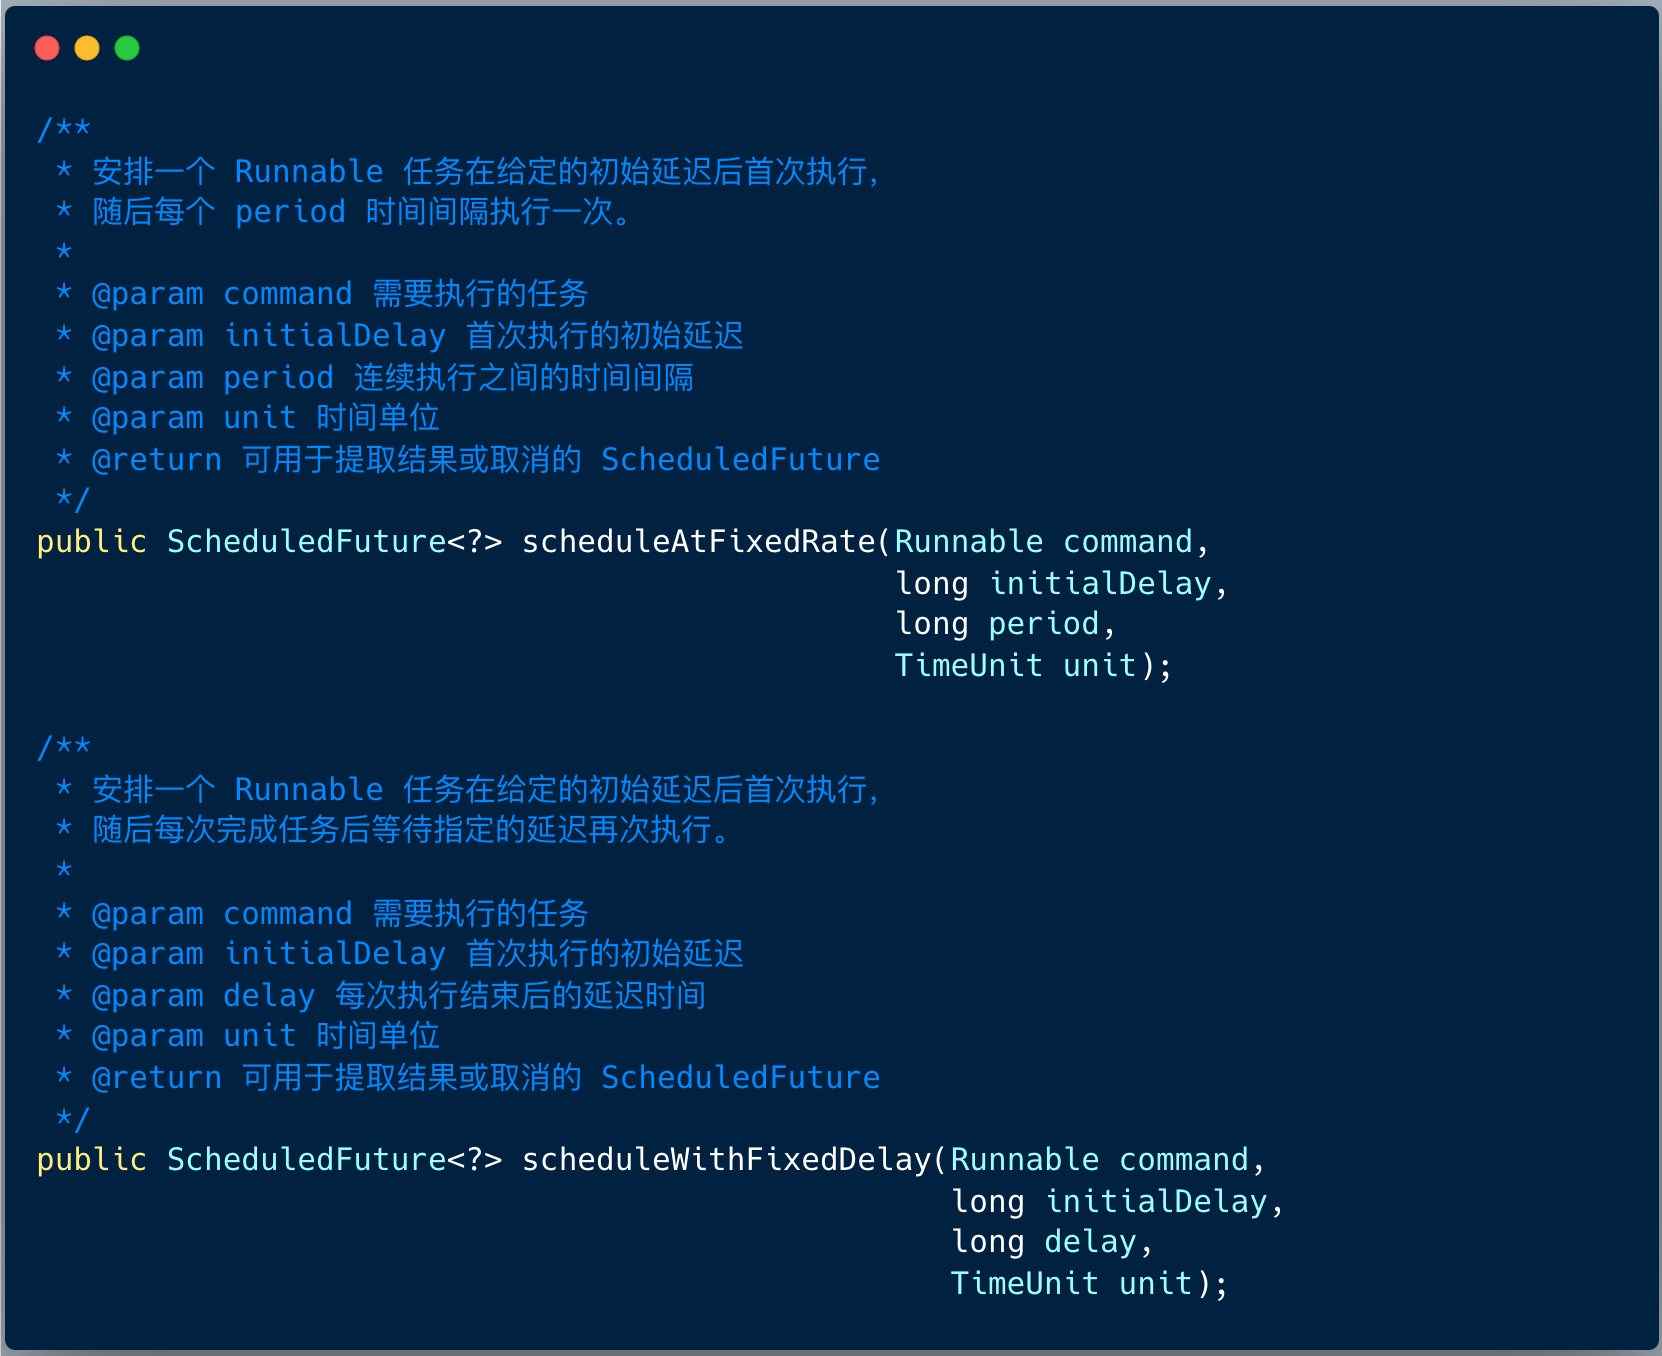 /**
 * 安排一个 Runnable 任务在给定的初始延迟后首次执行,
 * 随后每个 period 时间间隔执行一次。
 *
 * @param command 需要执行的任务
 * @param initialDelay 首次执行的初始延迟
 * @param period 连续执行之间的时间间隔
 * @param unit 时间单位
 * @return 可用于提取结果或取消的 ScheduledFuture
 */
public ScheduledFuture<?> scheduleAtFixedRate(Runnable command,
                                              long initialDelay,
                                              long period,
                                              TimeUnit unit);

/**
 * 安排一个 Runnable 任务在给定的初始延迟后首次执行,
 * 随后每次完成任务后等待指定的延迟再次执行。
 *
 * @param command 需要执行的任务
 * @param initialDelay 首次执行的初始延迟
 * @param delay 每次执行结束后的延迟时间
 * @param unit 时间单位
 * @return 可用于提取结果或取消的 ScheduledFuture
 */
public ScheduledFuture<?> scheduleWithFixedDelay(Runnable command,
                                                 long initialDelay,
                                                 long delay,
                                                 TimeUnit unit);